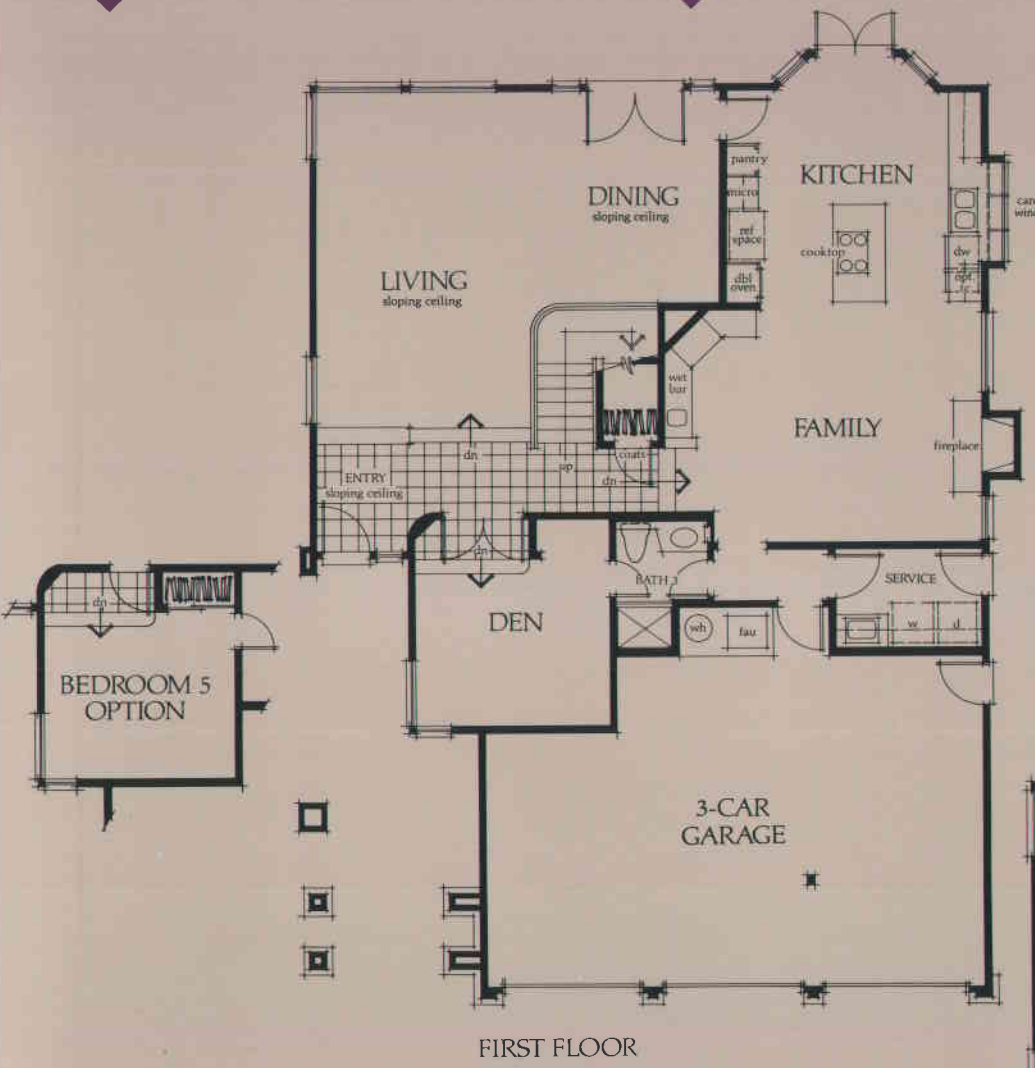 KITCHEN
pantry
micro
ref
space
dbl
oven
cooktop
dw
opt.
tc
DINING
sloping ceiling
LIVING
sloping ceiling
wet
bar
FAMILY
fireplace
coats
up
dn
dn
ENTRY
sloping ceiling
dn
DEN
BATH 3
SERVICE
w
d
wh
fau
dn
BEDROOM 5
OPTION
3-CAR
GARAGE
FIRST FLOOR